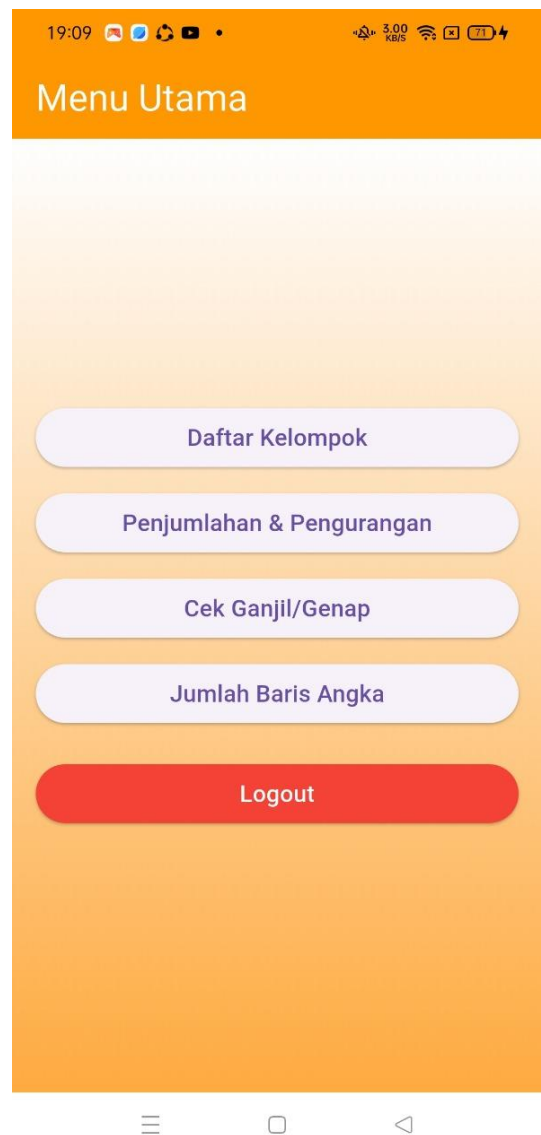 19:09 3.00 KB/S 71
Menu Utama
Daftar Kelompok
Penjumlahan & Pengurangan
Cek Ganjil/Genap
Jumlah Baris Angka
Logout